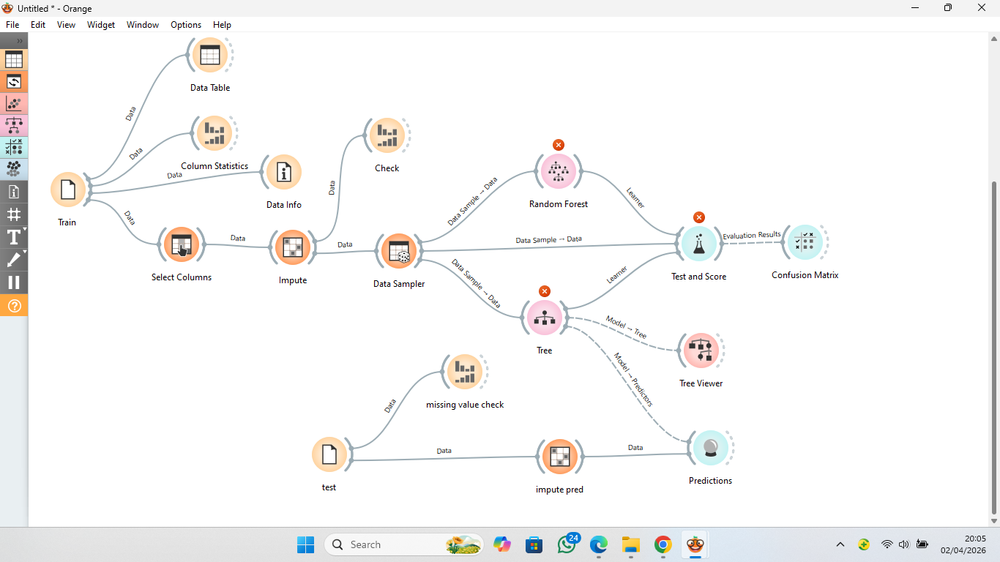 Untitled * - Orange
File Edit View Widget Window Options Help
Data Table
Data
Column Statistics
Data
Data Info
Data
Check
Data
Train
Data
Select Columns
Data
Impute
Data
Data Sampler
Data Sample → Data
Random Forest
Learner
Data Sample → Data
Test and Score
Evaluation Results
Confusion Matrix
Data Sample → Data
Tree
Learner
Model → Tree
Tree Viewer
Model → Predictors
missing value check
Data
test
Data
impute pred
Data
Predictions
Search
24
20:05
02/04/2026